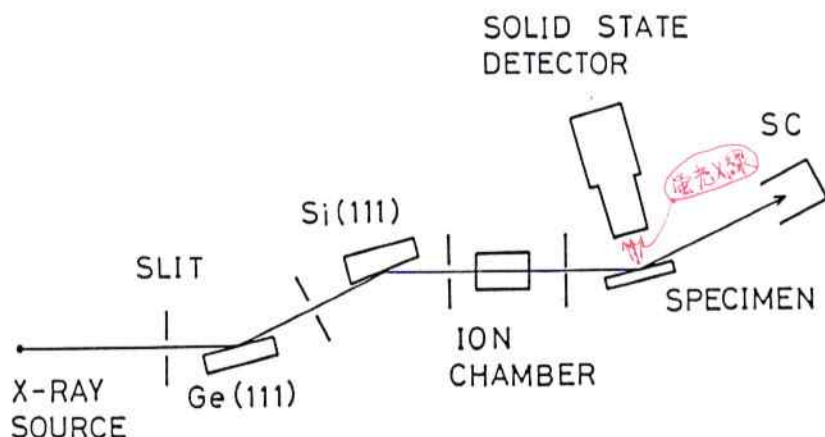 SOLID STATE
DETECTOR
SC
蛍光X線
Si(111)
SLIT
SPECIMEN
ION
CHAMBER
Ge(111)
X-RAY
SOURCE